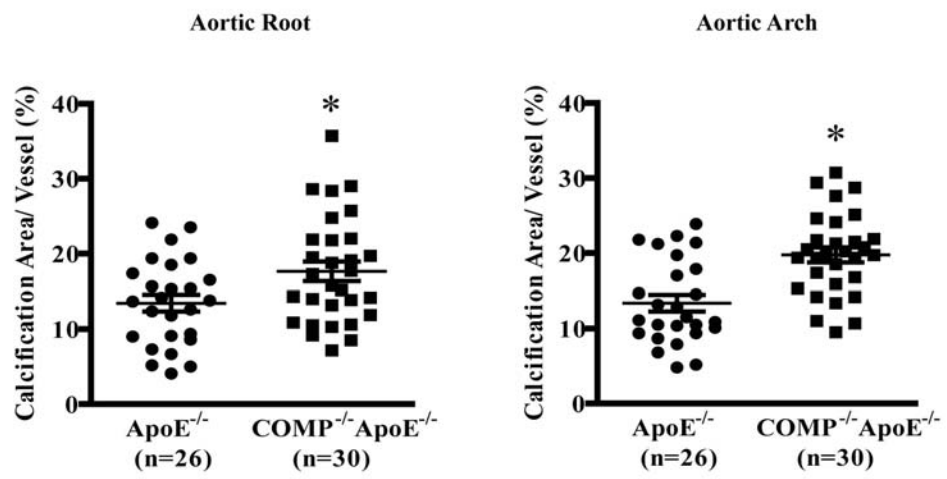 Aortic Root
Calcification Area/ Vessel (%)
40
30
20
10
0
*
ApoE-/-
(n=26)
COMP-/-ApoE-/-
(n=30)
Aortic Arch
Calcification Area/ Vessel (%)
40
30
20
10
0
*
ApoE-/-
(n=26)
COMP-/-ApoE-/-
(n=30)